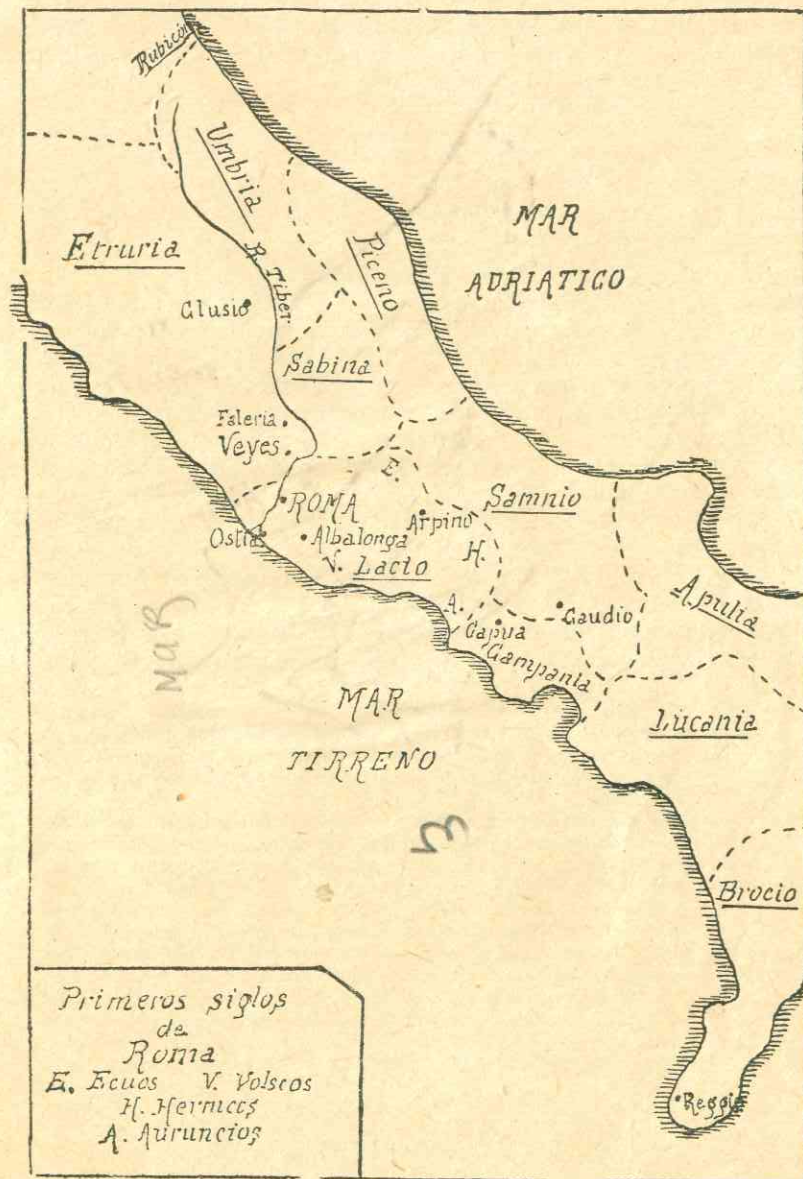 Rubicón
Umbria
Piceno
MAR
ADRIATICO
Etruria
R. Tiber
Clusio
Sabina
Faleria
Veyes
E.
Samnio
ROMA
Arpino
Ostia
Albalonga
H.
V.
Lacio
Apulia
A.
Caudio
Capua
Campania
MAR
MAR
TIRRENO
Lucania
3
Brocio
Primeros siglos
de
Roma
E. Ecuos V. Volscos
H. Hernicos
A. Auruncios
Reggio